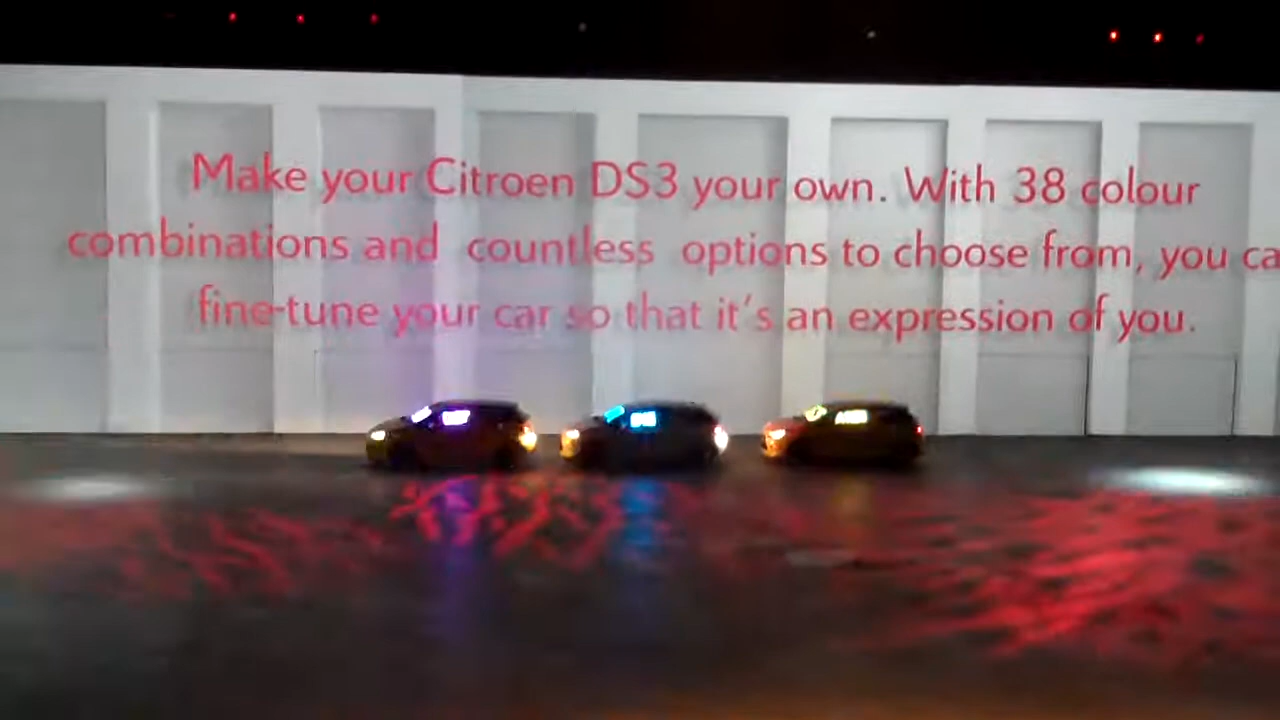 Make your Citroen DS3 your own. With 38 colour
combinations and countless options to choose from, you ca
fine-tune your car so that it's an expression of you.